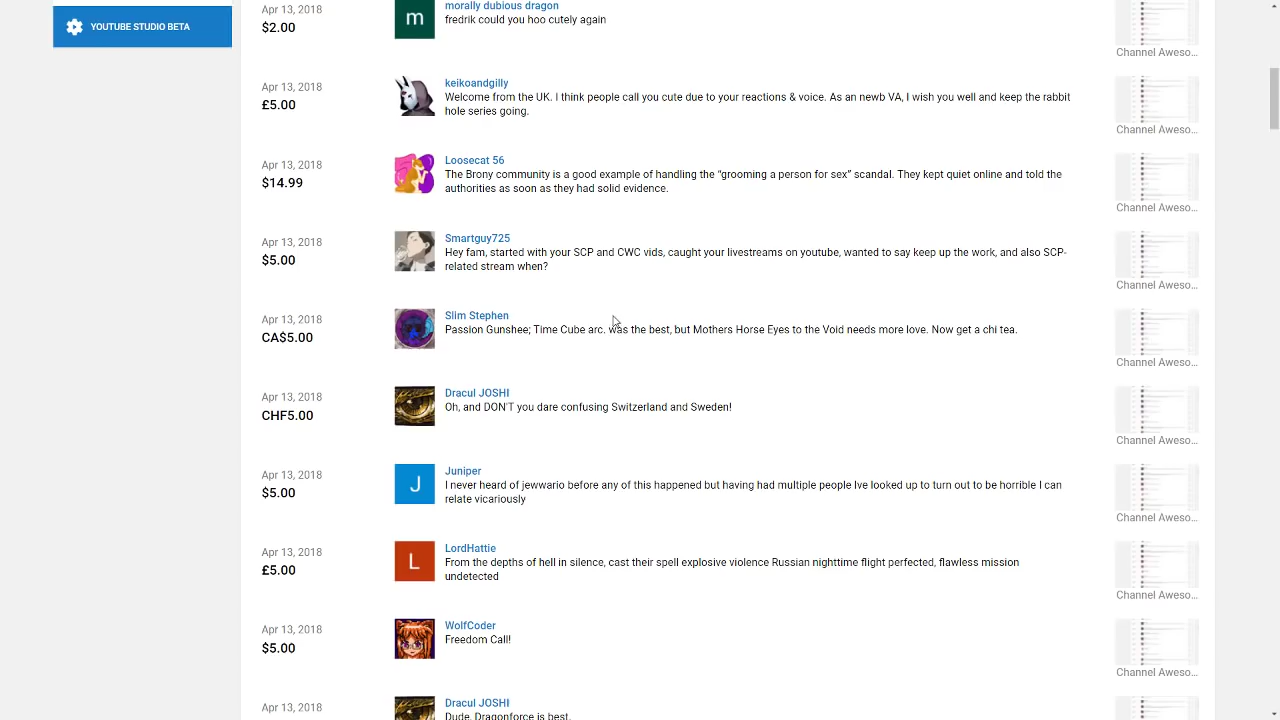 YOUTUBE STUDIO BETA
Apr 13, 2018
$2.00
morally dubious dragon
fredrik could you hoo cutely again
Channel Aweso...
Apr 13, 2018
£5.00
keikoandgilly
Welcome from the UK. I think people call you cute due to your reactions & voice. As an new VA, I wish you well and keep the rabbit
hole series going.
Channel Aweso...
Apr 13, 2018
$14.99
Loosecat 56
The Brony community is a good example of handling the “grooming a person for sex” scandal. They kept quiet online and told the
authorities as soon as they had solid evidence.
Channel Aweso...
Apr 13, 2018
$5.00
Smartguy725
Hey fam, started on your SCP and CWC vids, caught your livestreams on youtube, wanted to say keep up the work, and also SCP-
related stream when?
Channel Aweso...
Apr 13, 2018
CA$5.00
Slim Stephen
Session Gunshes, Time Cube arc. was the best, but Mothers Horse Eyes to the Void needs more love. Now get a chi tea.
Channel Aweso...
Apr 13, 2018
CHF5.00
Dracul JOSHI
Oh, and DON'T you dare confusing Switzerland and Sweden!
Channel Aweso...
Apr 13, 2018
$5.00
Juniper
I never heard of jewwario before any of this happened but having had multiple people Ive looked up to turn out to be horrible I can
relate vicariously
Channel Aweso...
Apr 13, 2018
£5.00
LordHattie
From the depths of hell in silence, cast their spell explosive violence Russian nighttime flight perfected, flawless mission
undetected
Channel Aweso...
Apr 13, 2018
$5.00
WolfCoder
Freedom Call!
Channel Aweso...
Apr 13, 2018
Dracul JOSHI
Dragonforce best.